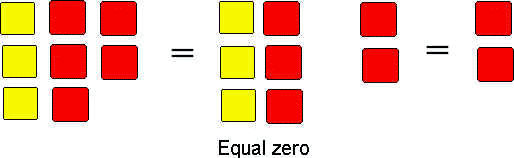 = =
Equal zero